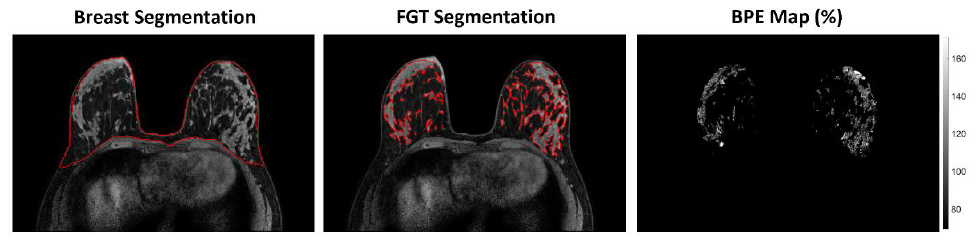 Breast Segmentation
FGT Segmentation
BPE Map (%)
160
140
120
100
80